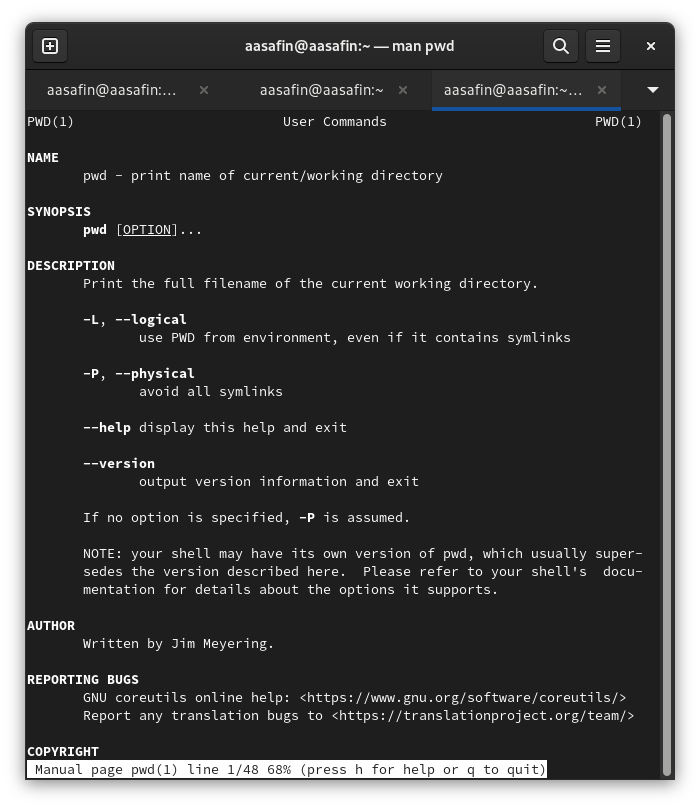 aasafin@aasafin:~ — man pwd
aasafin@aasafin:... aasafin@aasafin:~ aasafin@aasafin:~...
PWD(1) User Commands PWD(1)
NAME
pwd - print name of current/working directory
SYNOPSIS
pwd [OPTION]...
DESCRIPTION
Print the full filename of the current working directory.
-L, --logical
use PWD from environment, even if it contains symlinks
-P, --physical
avoid all symlinks
--help display this help and exit
--version
output version information and exit
If no option is specified, -P is assumed.
NOTE: your shell may have its own version of pwd, which usually super-
sedes the version described here.  Please refer to your shell's  docu-
mentation for details about the options it supports.
AUTHOR
Written by Jim Meyering.
REPORTING BUGS
GNU coreutils online help: <https://www.gnu.org/software/coreutils/>
Report any translation bugs to <https://translationproject.org/team/>
COPYRIGHT
Manual page pwd(1) line 1/48 68% (press h for help or q to quit)